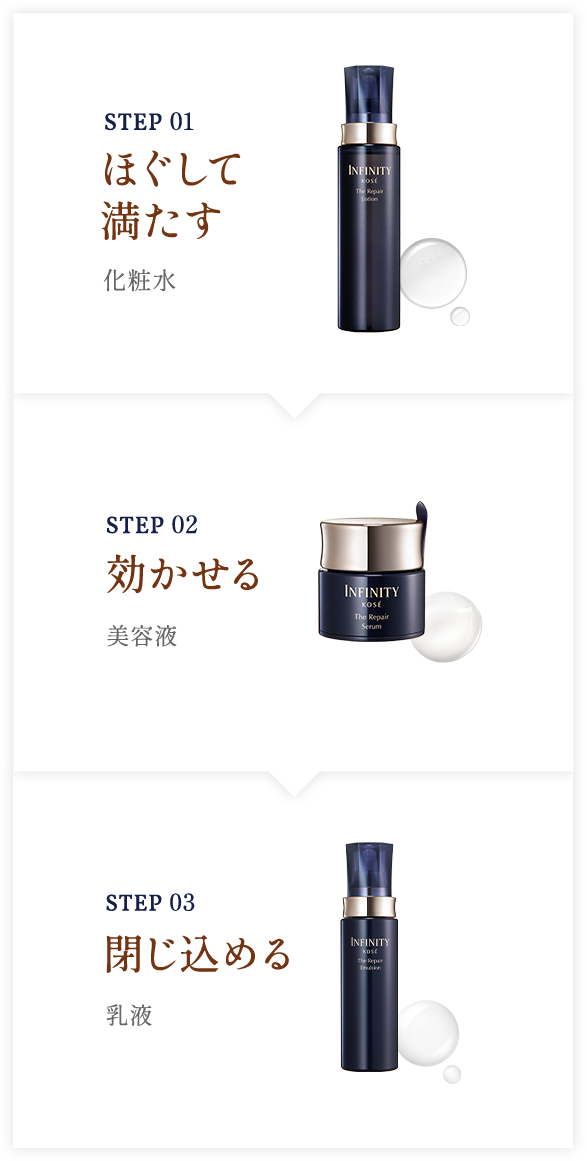 STEP 01
ほぐして
満たす
化粧水
INFINITY
KOSÉ
The Repair
Lotion
STEP 02
効かせる
美容液
INFINITY
KOSÉ
The Repair
Serum
STEP 03
閉じ込める
乳液
INFINITY
KOSÉ
The Repair
Emulsion